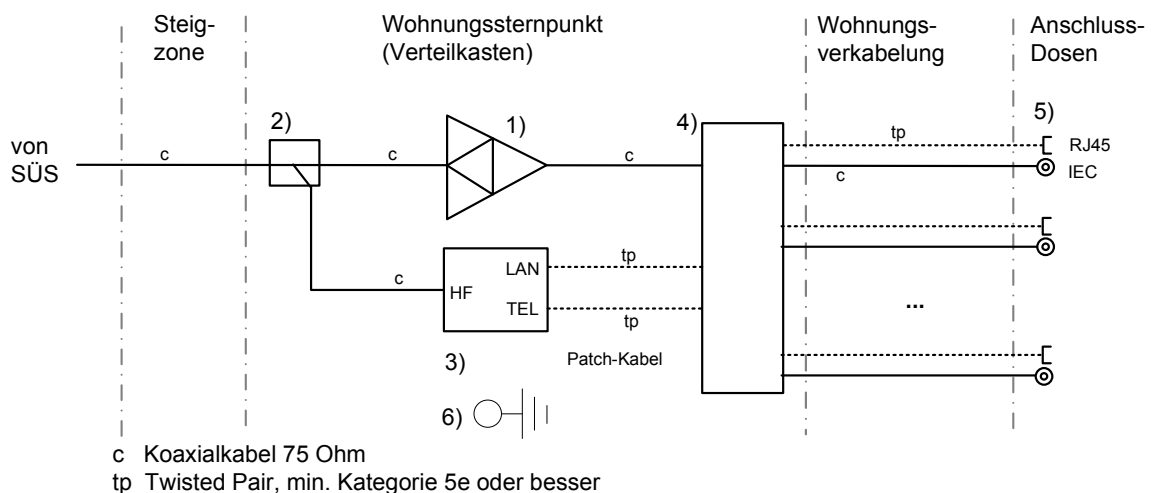 Steig-
zone
Wohnungssternpunkt
(Verteilkasten)
Wohnungs-
verkabelung
Anschluss-
Dosen
von
SÜS
c
2)
c
1)
c
4)
tp
c
5)
RJ45
IEC
c
HF
LAN
TEL
tp
tp
...
3)
Patch-Kabel
6)
c Koaxialkabel 75 Ohm
tp Twisted Pair, min. Kategorie 5e oder besser